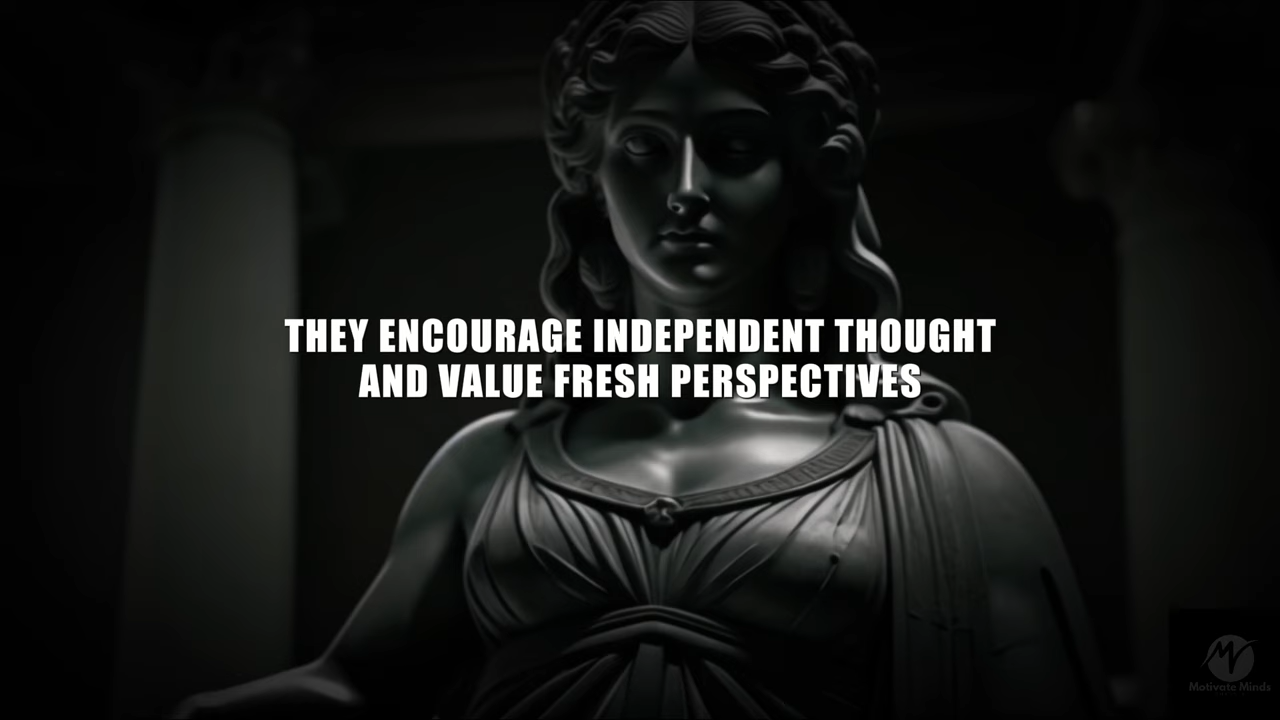 THEY ENCOURAGE INDEPENDENT THOUGHT
AND VALUE FRESH PERSPECTIVES
Motivate Minds